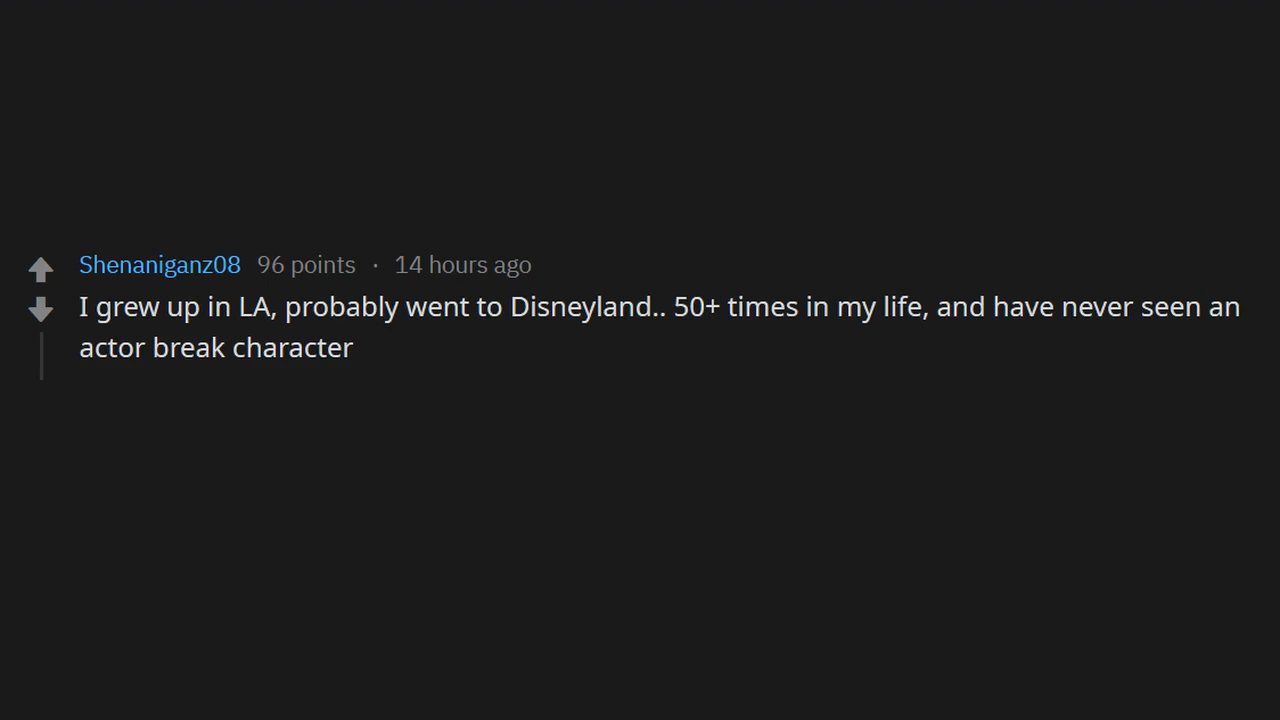 Shenaniganz08 96 points · 14 hours ago
I grew up in LA, probably went to Disneyland.. 50+ times in my life, and have never seen an
actor break character